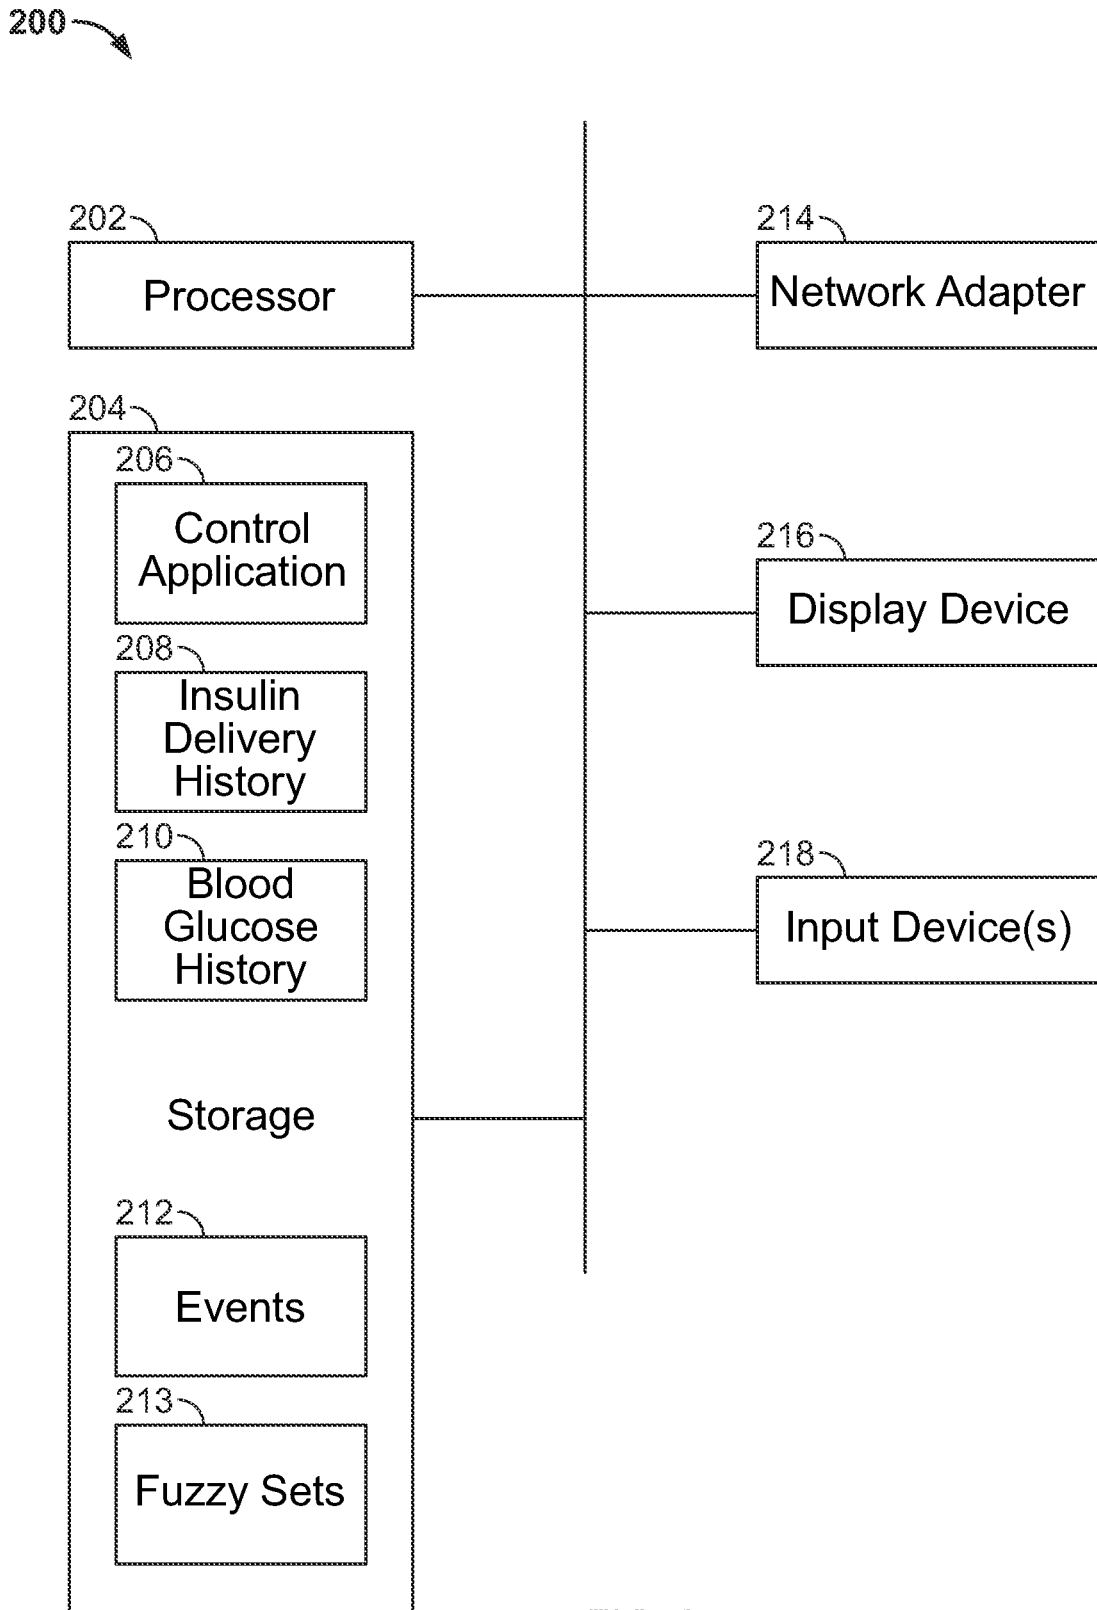 200
202
Processor
204
206
Control
Application
208
Insulin
Delivery
History
210
Blood
Glucose
History
Storage
212
Events
213
Fuzzy Sets
214
Network Adapter
216
Display Device
218
Input Device(s)